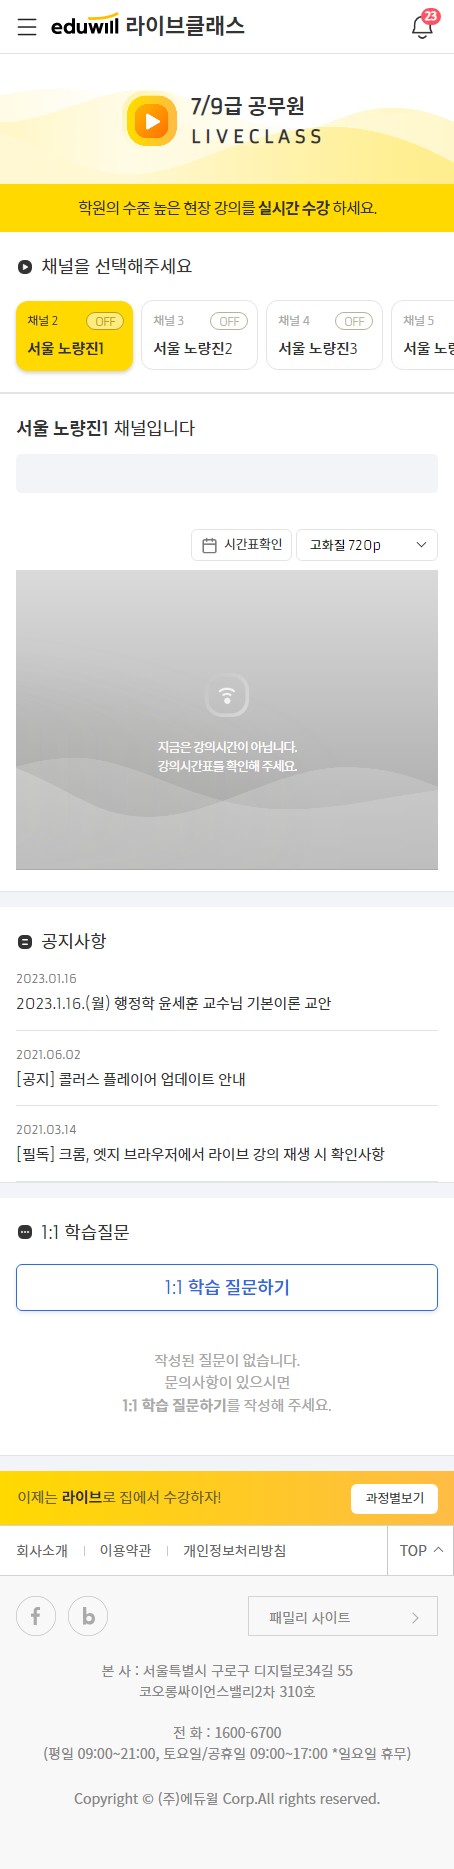 eduwill 라이브클래스
23
7/9급 공무원
LIVECLASS
학원의 수준 높은 현장 강의를 실시간 수강 하세요.
채널을 선택해주세요
채널 2 OFF
서울 노량진1
채널 3 OFF
서울 노량진2
채널 4 OFF
서울 노량진3
채널 5
서울 노
서울 노량진1 채널입니다
시간표확인
고화질 720p
지금은 강의시간이 아닙니다.
강의시간표를 확인해 주세요.
공지사항
2023.01.16
2023.1.16.(월) 행정학 윤세훈 교수님 기본이론 교안
2021.06.02
[공지] 콜러스 플레이어 업데이트 안내
2021.03.14
[필독] 크롬, 엣지 브라우저에서 라이브 강의 재생 시 확인사항
1:1 학습질문
1:1 학습 질문하기
작성된 질문이 없습니다.
문의사항이 있으시면
1:1 학습 질문하기를 작성해 주세요.
이제는 라이브로 집에서 수강하자!
과정별보기
회사소개
이용약관
개인정보처리방침
TOP
f
b
패밀리 사이트
본 사 : 서울특별시 구로구 디지털로34길 55
코오롱싸이언스밸리2차 310호
전 화 : 1600-6700
(평일 09:00~21:00, 토요일/공휴일 09:00~17:00 *일요일 휴무)
Copyright © (주)에듀윌 Corp.All rights reserved.